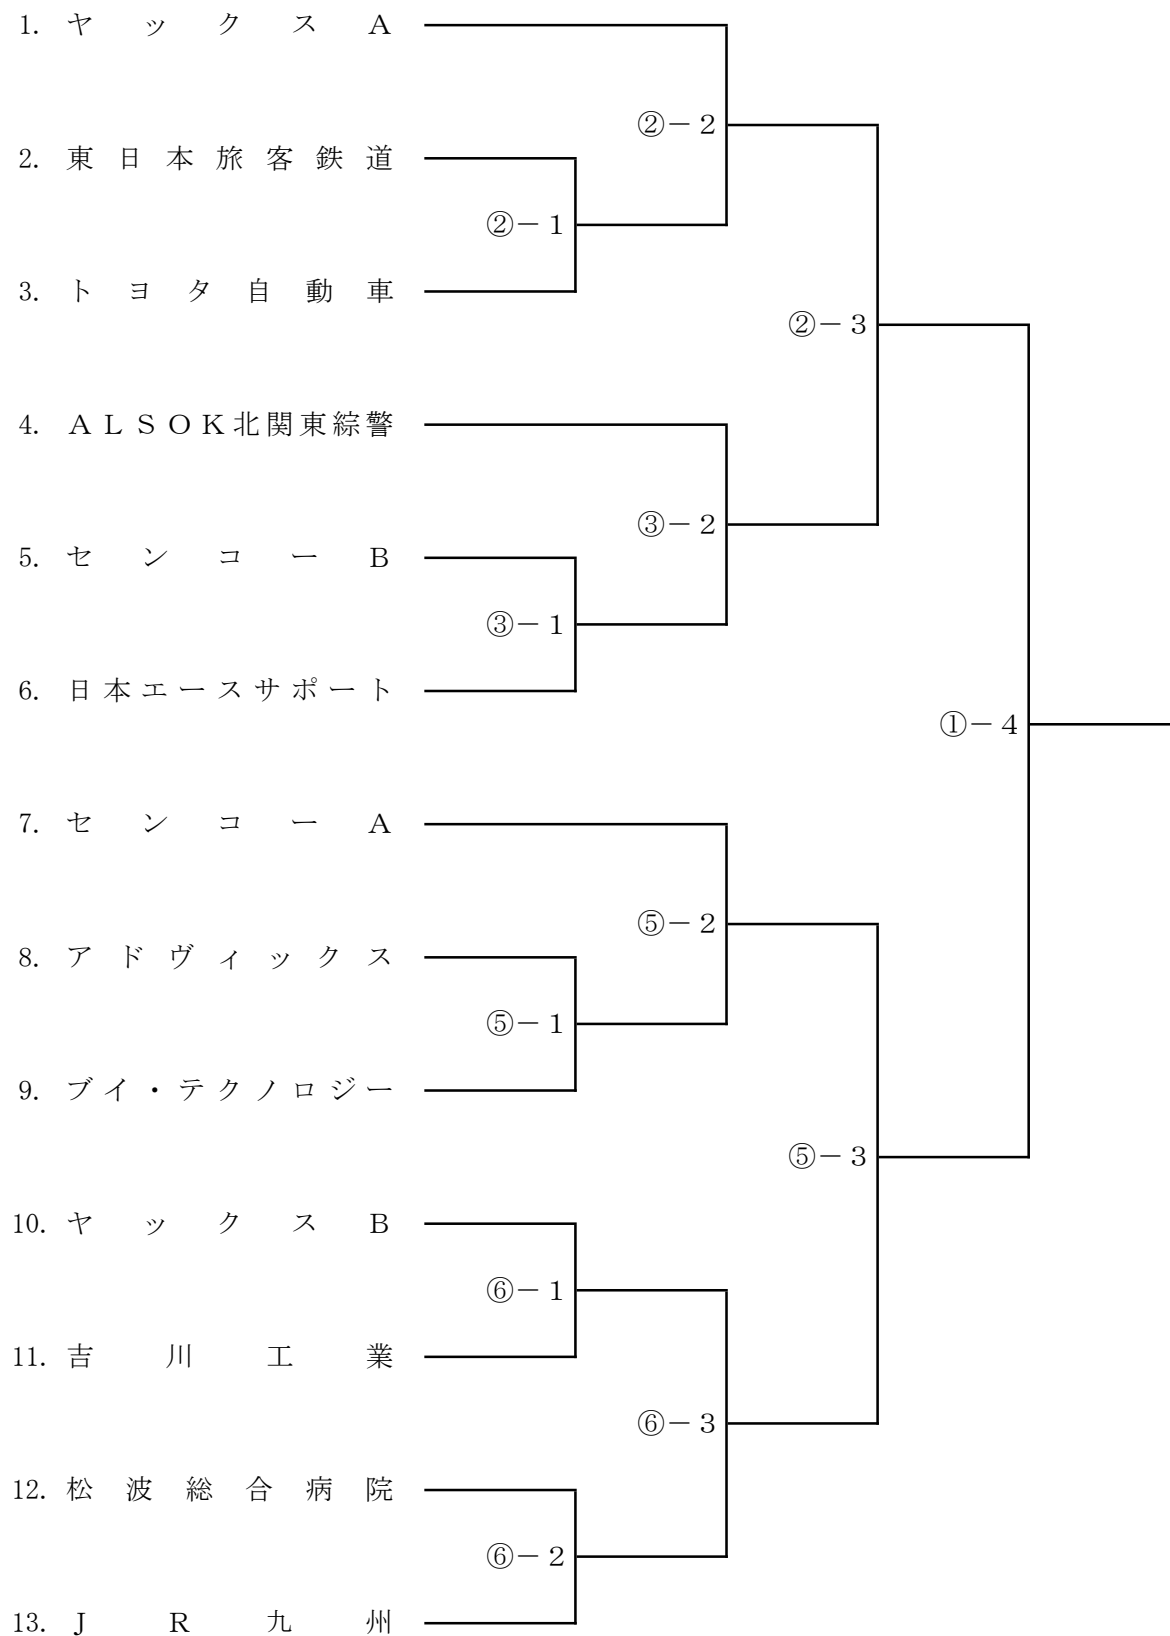 1. ヤックスA
②－2
2. 東日本旅客鉄道
②－1
3. トヨタ自動車
②－3
4. ALSOK北関東綜警
③－2
5. センコーB
③－1
6. 日本エースサポート
①－4
7. センコーA
⑤－2
8. アドヴィックス
⑤－1
9. ブイ・テクノロジー
⑤－3
10. ヤックスB
⑥－1
11. 吉川工業
⑥－3
12. 松波総合病院
⑥－2
13. JR九州